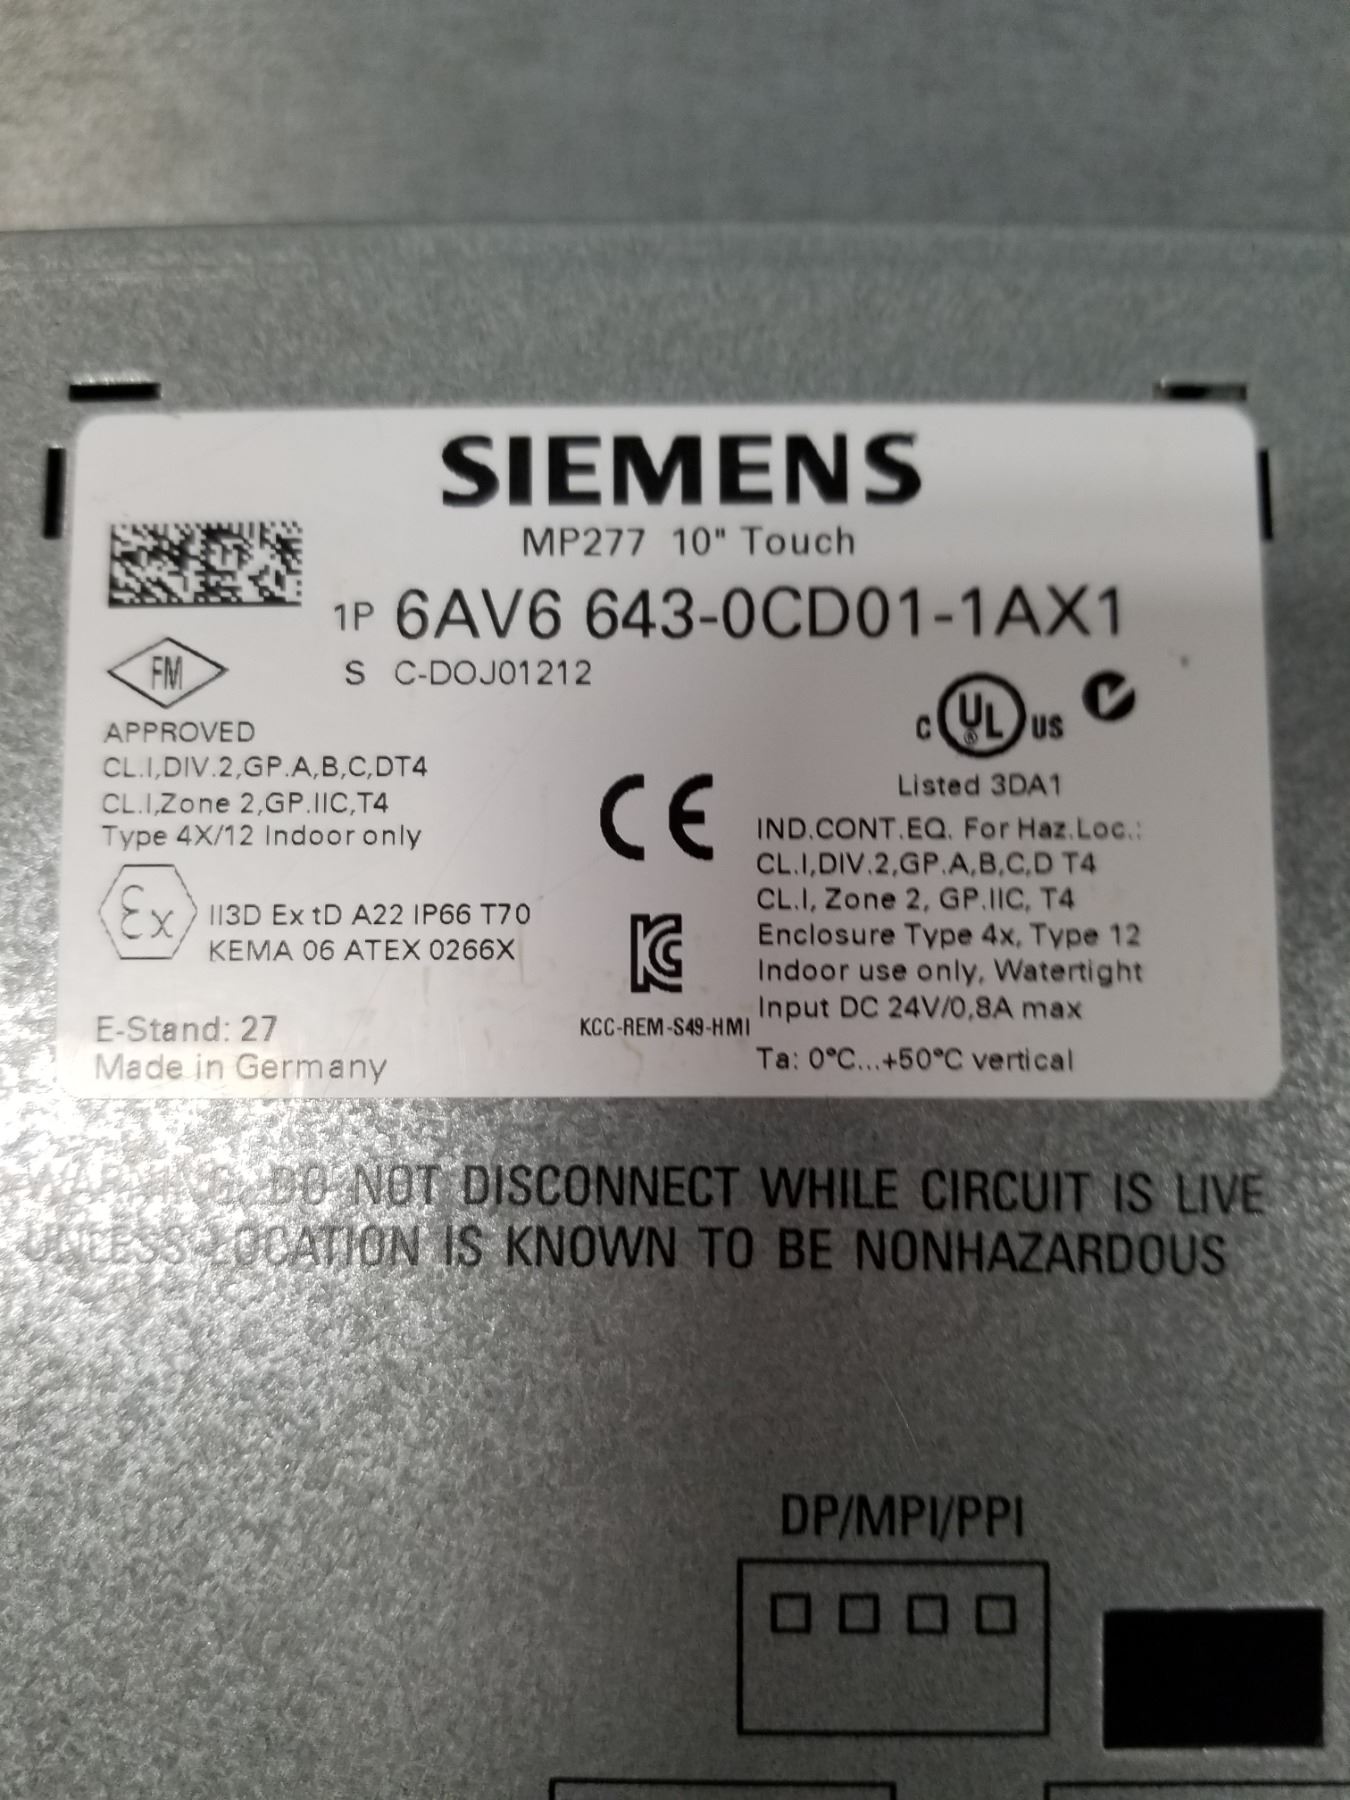 SIEMENS
MP277 10" Touch
1P 6AV6 643-0CD01-1AX1
S C-DOJ01212
FM
APPROVED
CL.I,DIV.2,GP.A,B,C,DT4
CL.I,Zone 2,GP.IIC,T4
Type 4X/12 Indoor only
Ex II3D Ex tD A22 IP66 T70
KEMA 06 ATEX 0266X
E-Stand: 27
Made in Germany
CE
KC
KCC-REM-S49-HMI
C UL ® US
Listed 3DA1
IND.CONT.EQ. For Haz.Loc.:
CL.I,DIV.2,GP.A,B,C,D T4
CL.I, Zone 2, GP.IIC, T4
Enclosure Type 4x, Type 12
Indoor use only, Watertight
Input DC 24V/0,8A max
Ta: 0°C...+50°C vertical
WARNING, DO NOT DISCONNECT WHILE CIRCUIT IS LIVE
UNLESS LOCATION IS KNOWN TO BE NONHAZARDOUS
DP/MPI/PPI